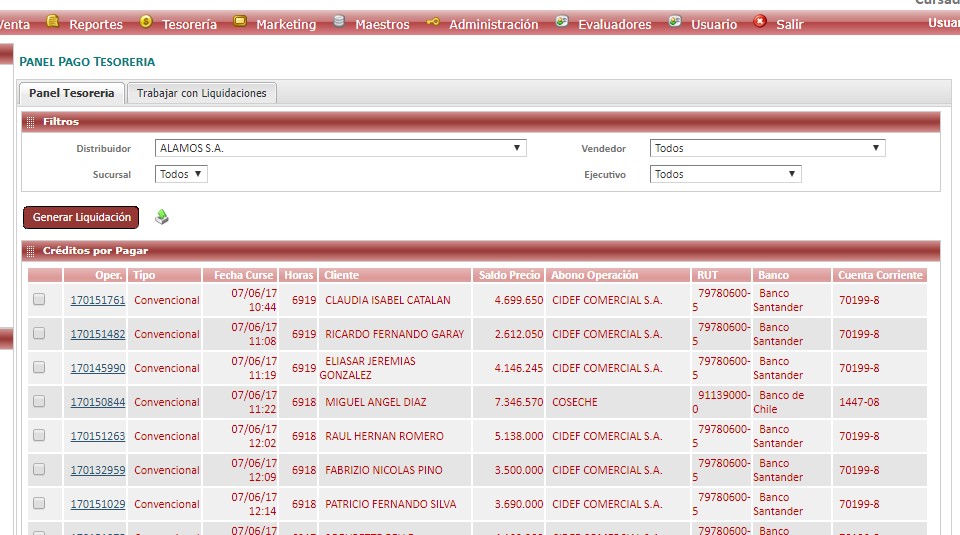 Venta Reportes Tesorería Marketing Maestros Administración Evaluadores Usuario Salir
PANEL PAGO TESORERIA
Panel Tesoreria Trabajar con Liquidaciones
Filtros
Distribuidor ALAMOS S.A. Vendedor Todos
Sucursal Todos Ejecutivo Todos
Generar Liquidación
Créditos por Pagar
Oper. Tipo Fecha Curse Horas Cliente Saldo Precio Abono Operación RUT Banco Cuenta Corriente
170151761 Convencional 07/06/17 10:44 6919 CLAUDIA ISABEL CATALAN 4.699.650 CIDEF COMERCIAL S.A. 79780600-5 Banco Santander 70199-8
170151482 Convencional 07/06/17 11:08 6919 RICARDO FERNANDO GARAY 2.612.050 CIDEF COMERCIAL S.A. 79780600-5 Banco Santander 70199-8
170145990 Convencional 07/06/17 11:19 6919 ELIASAR JEREMIAS GONZALEZ 4.146.245 CIDEF COMERCIAL S.A. 79780600-5 Banco Santander 70199-8
170150844 Convencional 07/06/17 11:22 6918 MIGUEL ANGEL DIAZ 7.346.570 COSECHE 91139000-0 Banco de Chile 1447-08
170151263 Convencional 07/06/17 12:02 6918 RAUL HERNAN ROMERO 5.138.000 CIDEF COMERCIAL S.A. 79780600-5 Banco Santander 70199-8
170132959 Convencional 07/06/17 12:09 6918 FABRIZIO NICOLAS PINO 3.500.000 CIDEF COMERCIAL S.A. 79780600-5 Banco Santander 70199-8
170151029 Convencional 07/06/17 12:14 6918 PATRICIO FERNANDO SILVA 3.690.000 CIDEF COMERCIAL S.A. 79780600-5 Banco Santander 70199-8
07/06/17 79780600- Banco